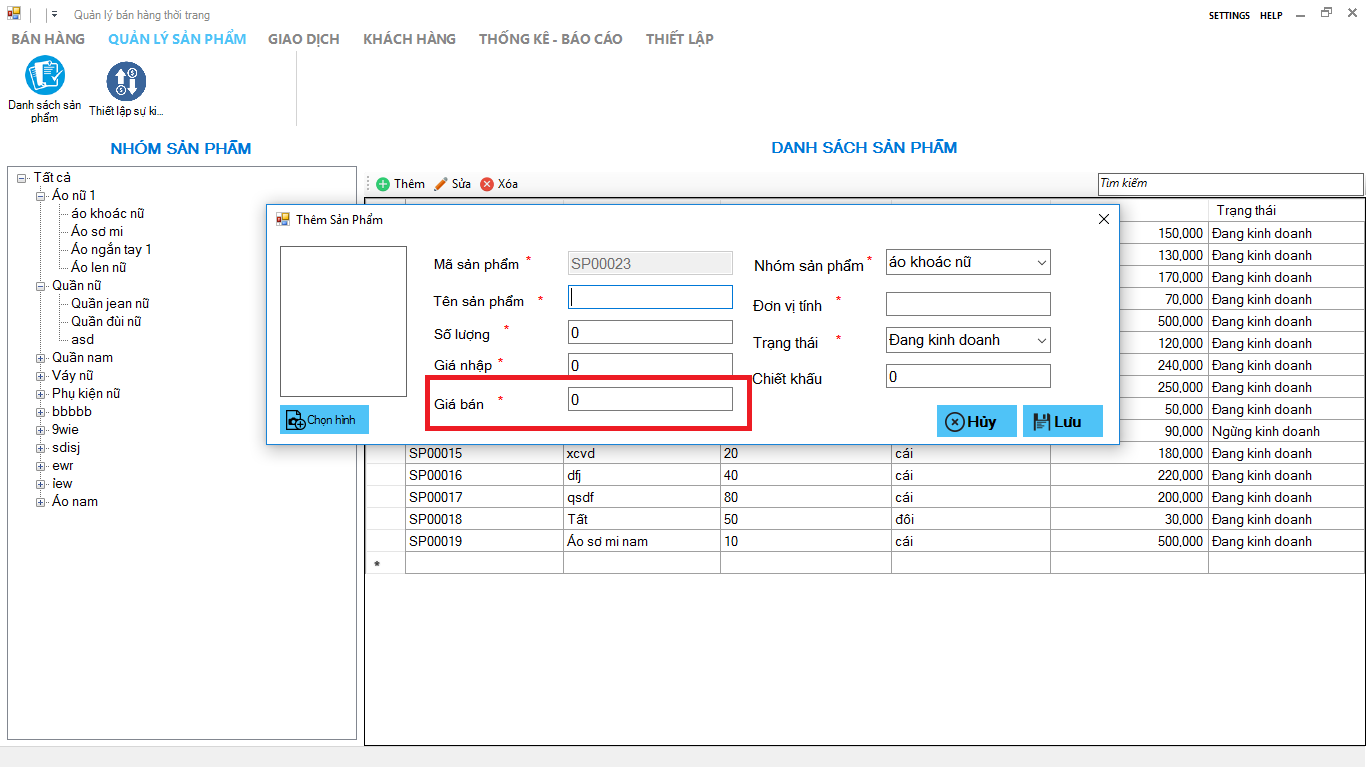 Quản lý bán hàng thời trang
SETTINGS HELP
BÁN HÀNG QUẢN LÝ SẢN PHẨM GIAO DỊCH KHÁCH HÀNG THỐNG KÊ - BÁO CÁO THIẾT LẬP
Danh sách sản
phẩm
Thiết lập sự ki...
NHÓM SẢN PHẨM
Tất cả
Áo nữ 1
áo khoác nữ
Áo sơ mi
Áo ngắn tay 1
Áo len nữ
Quần nữ
Quần jean nữ
Quần đùi nữ
asd
Quần nam
Váy nữ
Phụ kiện nữ
bbbbb
9wie
sdisj
ewr
iew
Áo nam
DANH SÁCH SẢN PHẨM
Thêm Sửa Xóa
Tìm kiếm
Trạng thái
150,000 Đang kinh doanh
130,000 Đang kinh doanh
170,000 Đang kinh doanh
70,000 Đang kinh doanh
500,000 Đang kinh doanh
120,000 Đang kinh doanh
240,000 Đang kinh doanh
250,000 Đang kinh doanh
50,000 Đang kinh doanh
90,000 Ngừng kinh doanh
SP00015 xcvd 20 cái 180,000 Đang kinh doanh
SP00016 dfj 40 cái 220,000 Đang kinh doanh
SP00017 qsdf 80 cái 200,000 Đang kinh doanh
SP00018 Tất 50 đôi 30,000 Đang kinh doanh
SP00019 Áo sơ mi nam 10 cái 500,000 Đang kinh doanh
*
Thêm Sản Phẩm
Mã sản phẩm * SP00023
Tên sản phẩm *
Số lượng * 0
Giá nhập * 0
Giá bán * 0
Nhóm sản phẩm * áo khoác nữ
Đơn vị tính *
Trạng thái * Đang kinh doanh
Chiết khấu 0
Chọn hình
Hủy Lưu